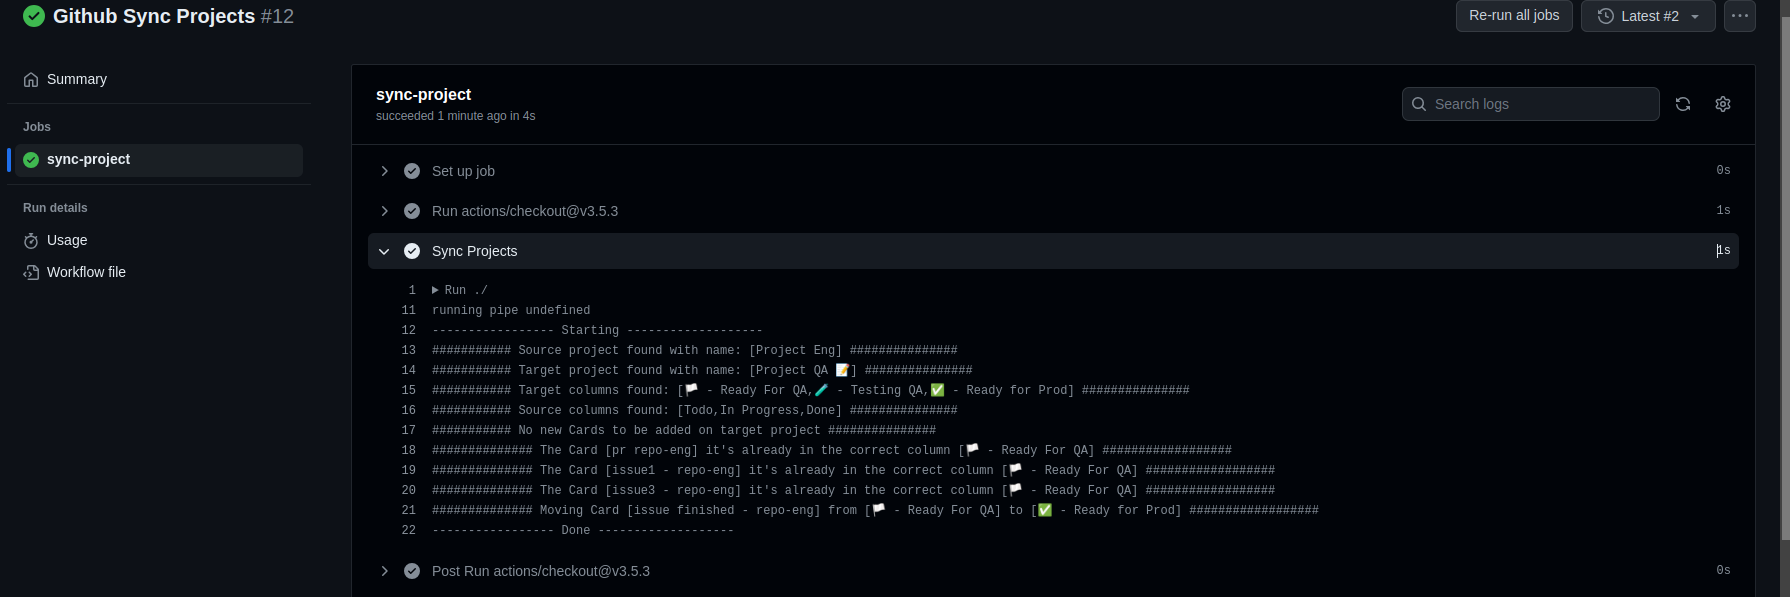 Github Sync Projects #12
Re-run all jobs
Latest #2
Summary
Jobs
sync-project
Run details
Usage
Workflow file
sync-project
succeeded 1 minute ago in 4s
Search logs
Set up job 0s
Run actions/checkout@v3.5.3 1s
Sync Projects 1s
1 Run ./
11 running pipe undefined
12 ----------------- Starting -------------------
13 ########### Source project found with name: [Project Eng] ###############
14 ########### Target project found with name: [Project QA 📝] ###############
15 ########### Target columns found: [🏳️ - Ready For QA,🧪 - Testing QA,✅ - Ready for Prod] ###############
16 ########### Source columns found: [Todo,In Progress,Done] ###############
17 ########### No new Cards to be added on target project ###############
18 ############## The Card [pr repo-eng] it's already in the correct column [🏳️ - Ready For QA] ##################
19 ############## The Card [issue1 - repo-eng] it's already in the correct column [🏳️ - Ready For QA] ##################
20 ############## The Card [issue3 - repo-eng] it's already in the correct column [🏳️ - Ready For QA] ##################
21 ############## Moving Card [issue finished - repo-eng] from [🏳️ - Ready For QA] to [✅ - Ready for Prod] ##################
22 ----------------- Done -------------------
Post Run actions/checkout@v3.5.3 0s